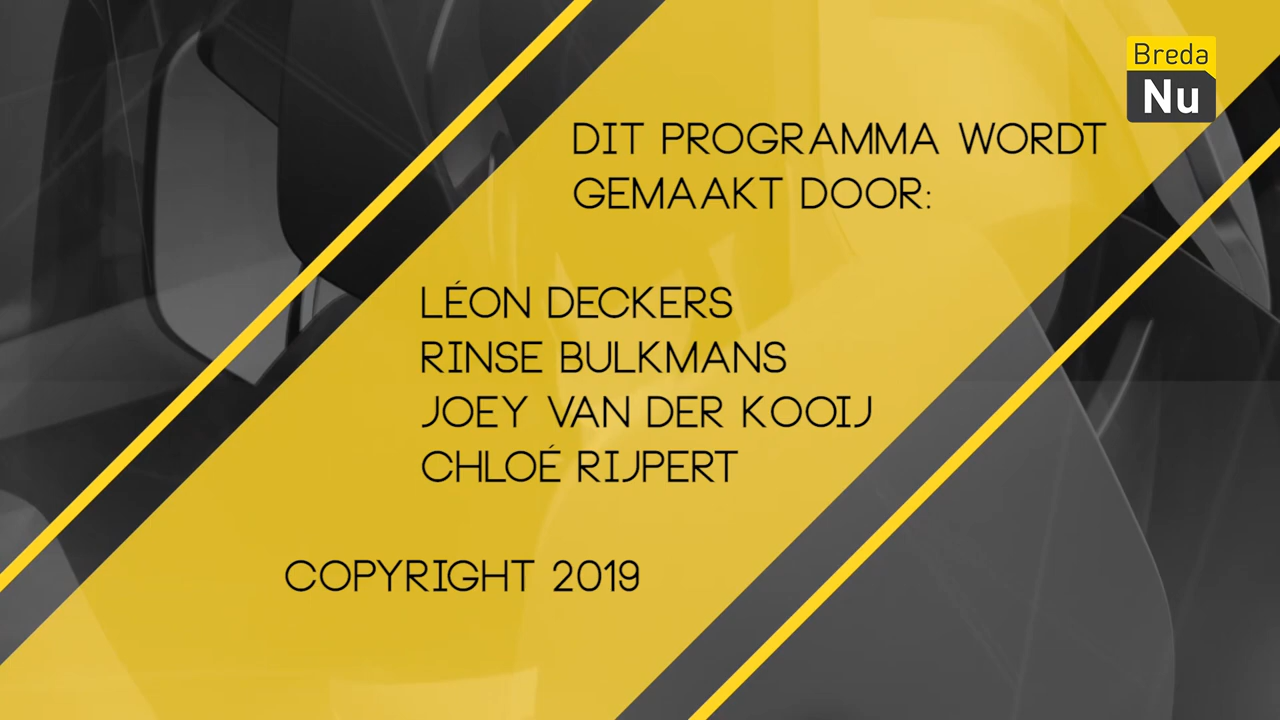 Breda
Nu
DIT PROGRAMMA WORDT
GEMAAKT DOOR:
LÉON DECKERS
RINSE BULKMANS
JOEY VAN DER KOOIJ
CHLOÉ RIJPERT
COPYRIGHT 2019